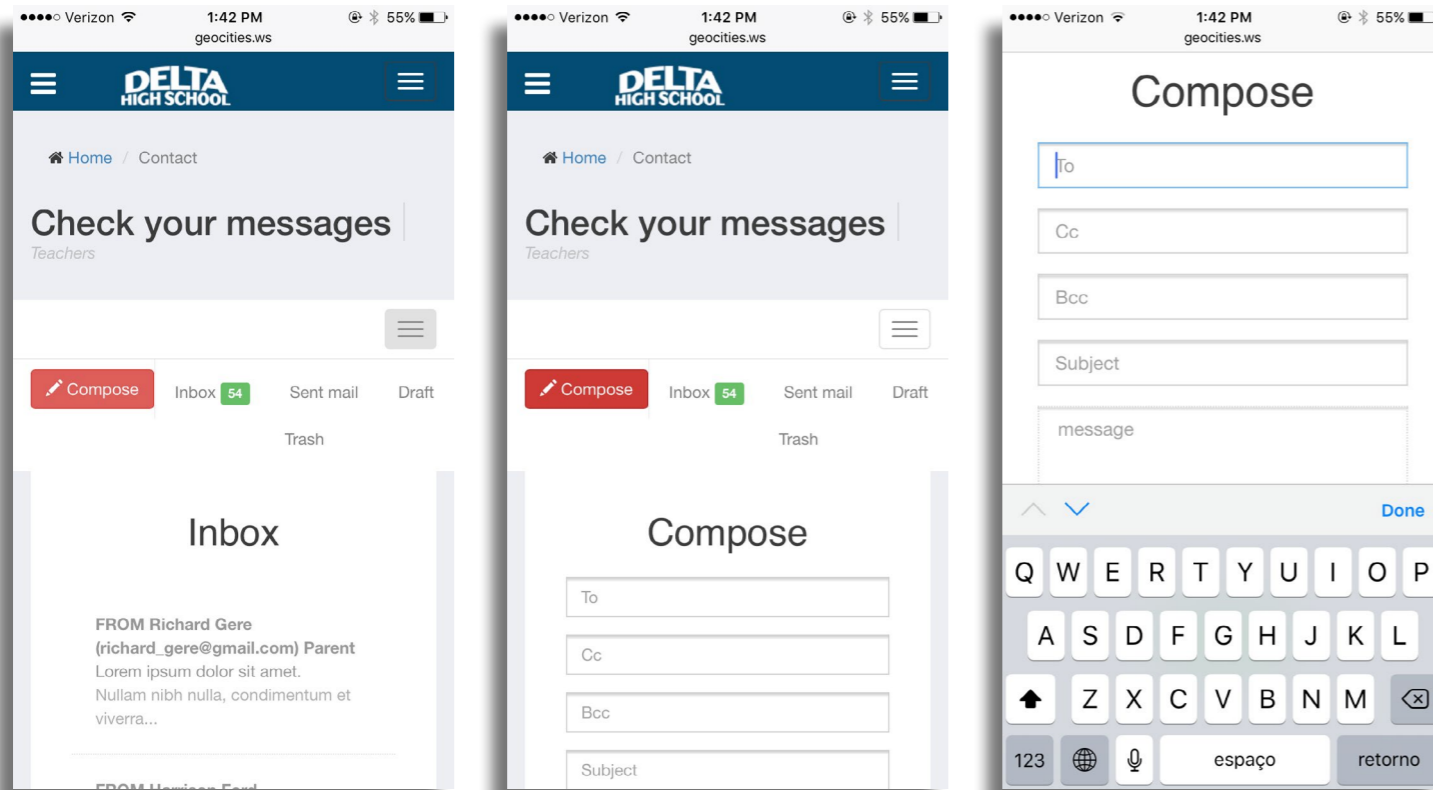 Verizon 1:42 PM 55%
geocities.ws
DELTA
HIGH SCHOOL
Home / Contact
Check your messages
Teachers
Compose Inbox 54 Sent mail Draft
Trash
Inbox
FROM Richard Gere
(richard_gere@gmail.com) Parent
Lorem ipsum dolor sit amet.
Nullam nibh nulla, condimentum et
viverra...
FROM Harrison Ford
Verizon 1:42 PM 55%
geocities.ws
DELTA
HIGH SCHOOL
Home / Contact
Check your messages
Teachers
Compose Inbox 54 Sent mail Draft
Trash
Compose
To
Cc
Bcc
Subject
Verizon 1:42 PM 55%
geocities.ws
Compose
To
Cc
Bcc
Subject
message
Done
Q W E R T Y U I O P
A S D F G H J K L
Z X C V B N M
123 espaço retorno